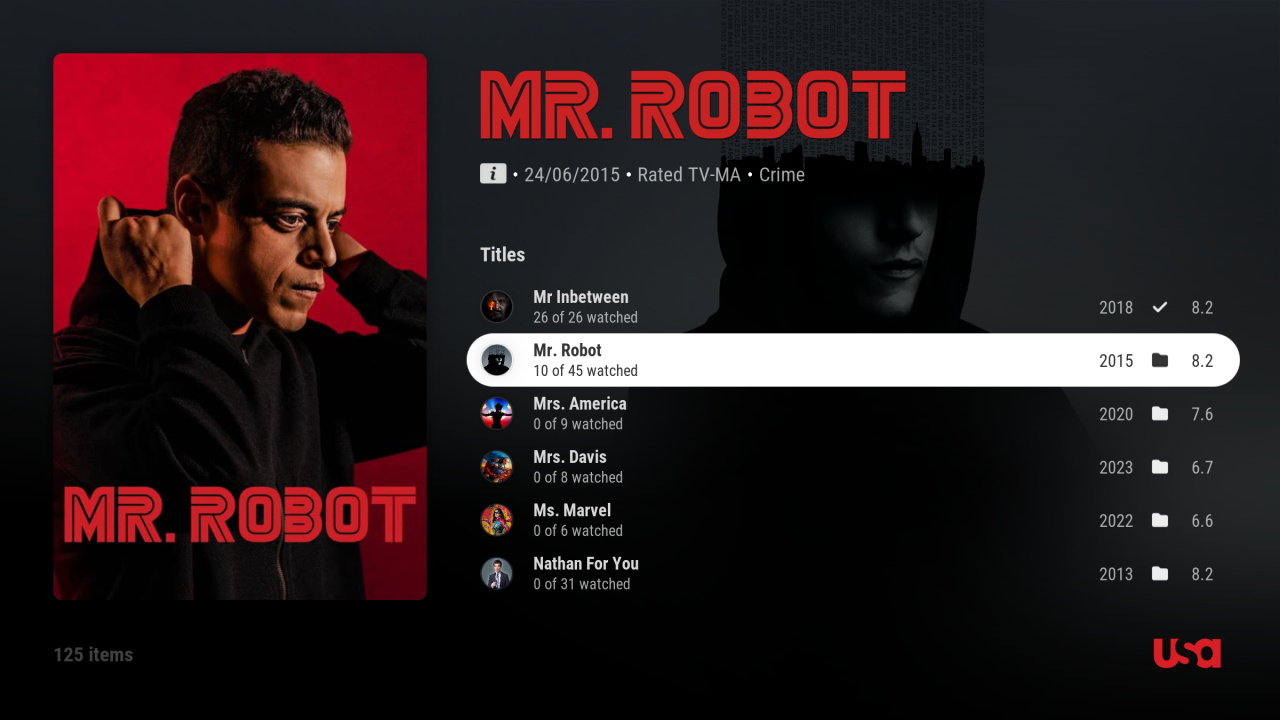 MR. ROBOT
MR. ROBOT
i • 24/06/2015 • Rated TV-MA • Crime
Titles
Mr Inbetween
26 of 26 watched
2018 8.2
Mr. Robot
10 of 45 watched
2015 8.2
Mrs. America
0 of 9 watched
2020 7.6
Mrs. Davis
0 of 8 watched
2023 6.7
Ms. Marvel
0 of 6 watched
2022 6.6
Nathan For You
0 of 31 watched
2013 8.2
125 items
usa